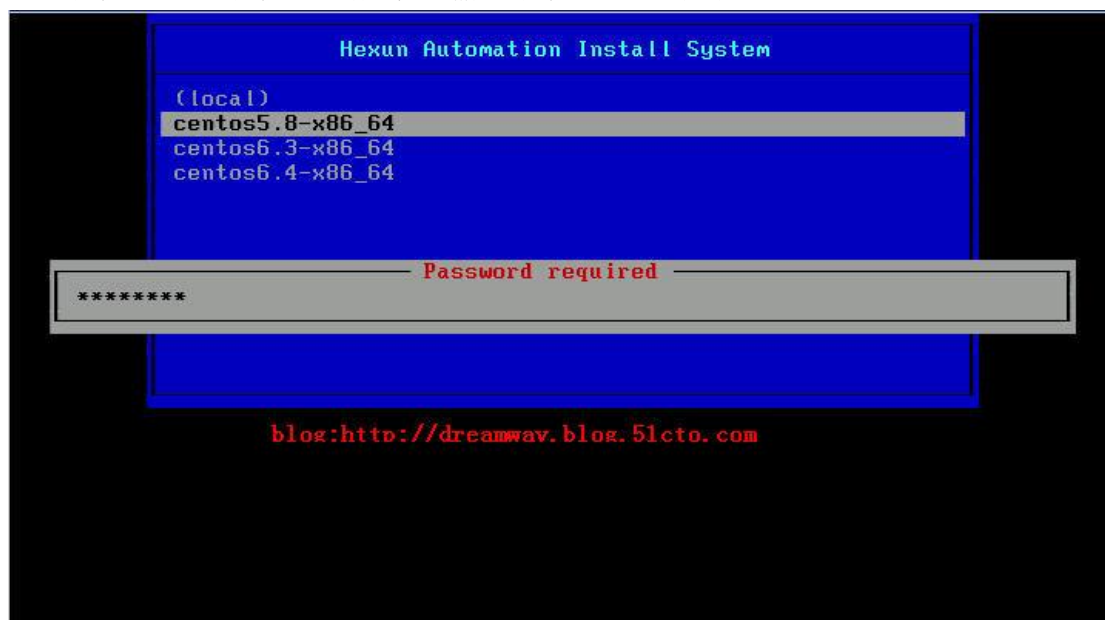 Hexun Automation Install System
(local)
centos5.8-x86_64
centos6.3-x86_64
centos6.4-x86_64
Password required
********
blog:http://dreamway.blog.51cto.com